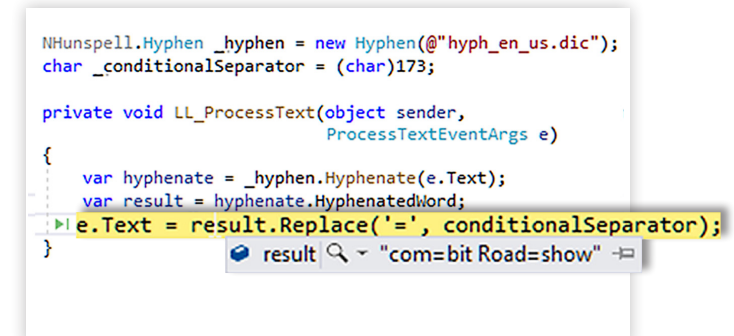 NHunspell.Hyphen _hyphen = new Hyphen(@"hyph_en_us.dic");
char _conditionalSeparator = (char)173;
private void LL_ProcessText(object sender,
ProcessTextEventArgs e)
{
var hyphenate = _hyphen.Hyphenate(e.Text);
var result = hyphenate.HyphenatedWord;
e.Text = result.Replace('=', conditionalSeparator);
}
result "com=bit Road=show"